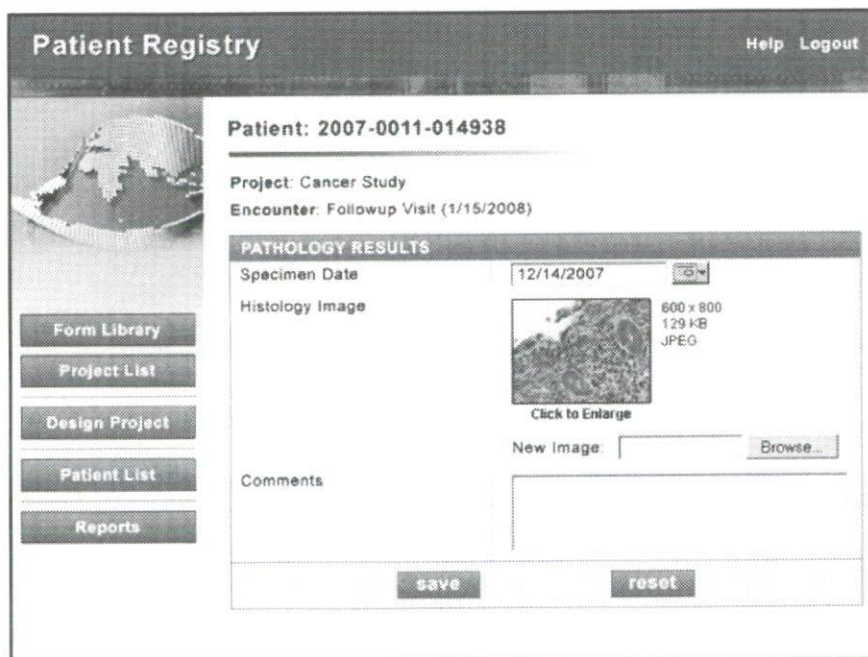 Patient Registry
Help Logout
Patient: 2007-0011-014938
Project: Cancer Study
Encounter: Followup Visit (1/15/2008)
PATHOLOGY RESULTS
Specimen Date 12/14/2007
Histology Image
600 x 800
129 KB
JPEG
Click to Enlarge
New Image: Browse...
Comments
save reset
Form Library
Project List
Design Project
Patient List
Reports